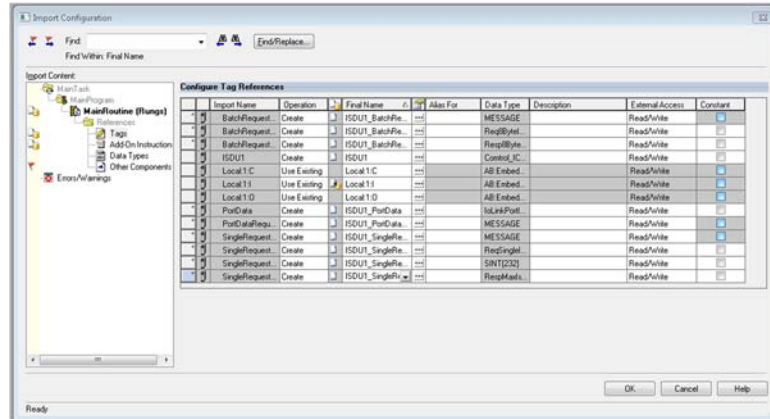 Import Configuration
Find:
Find/Replace...
Find Within: Final Name
Import Content:
MainTask
MainProgram
MainRoutine (Rungs)
References
Tags
Add-On Instruction
Data Types
Other Components
Errors/Warnings
Configure Tag References
Import Name Operation Final Name Alias For Data Type Description External Access Constant
BatchRequest... Create ISDU1_BatchRe... MESSAGE Read/Write
BatchRequest... Create ISDU1_BatchRe... Read/Write
BatchRequest... Create ISDU1_BatchRe... Read/Write
ISDU1 Create ISDU1 Control_IC... Read/Write
Local:1:C Use Existing Local:1:C AB:Embed... Read/Write
Local:1:I Use Existing Local:1:I AB:Embed... Read/Write
Local:1:O Use Existing Local:1:O AB:Embed... Read/Write
PortData Create ISDU1_PortData IoLinkPort... Read/Write
PortDataRequ... Create ISDU1_PortData MESSAGE Read/Write
SingleRequest... Create ISDU1_SingleRe... MESSAGE Read/Write
SingleRequest... Create ISDU1_SingleRe... ReqSingleI... Read/Write
SingleRequest... Create ISDU1_SingleRe... SINT[232] Read/Write
SingleRequest... Create ISDU1_SingleRe Read/Write
OK Cancel Help
Ready